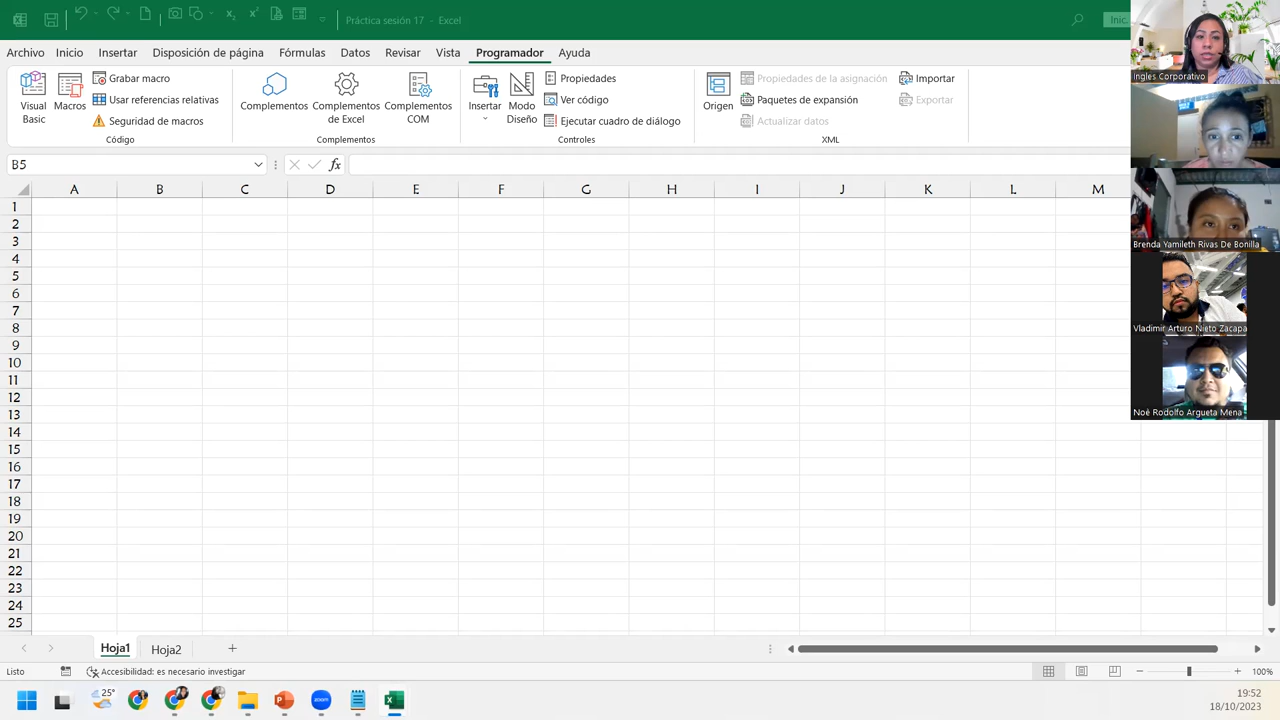 Práctica sesión 17 - Excel
Inic
Archivo Inicio Insertar Disposición de página Fórmulas Datos Revisar Vista Programador Ayuda
Visual Basic
Macros
Grabar macro
Usar referencias relativas
Seguridad de macros
Código
Complementos
Complementos de Excel
Complementos COM
Complementos
Insertar
Modo Diseño
Propiedades
Ver código
Ejecutar cuadro de diálogo
Controles
Origen
Propiedades de la asignación
Paquetes de expansión
Actualizar datos
Importar
Exportar
XML
B5
fx
A B C D E F G H I J K L M
1
2
3
4
5
6
7
8
9
10
11
12
13
14
15
16
17
18
19
20
21
22
23
24
25
Ingles Corporativo
Brenda Yamileth Rivas De Bonilla
Vladimir Arturo Nieto Zacapa
Noé Rodolfo Argueta Mena
Hoja1 Hoja2 +
Listo
Accesibilidad: es necesario investigar
100%
25°
zoom
19:52
18/10/2023